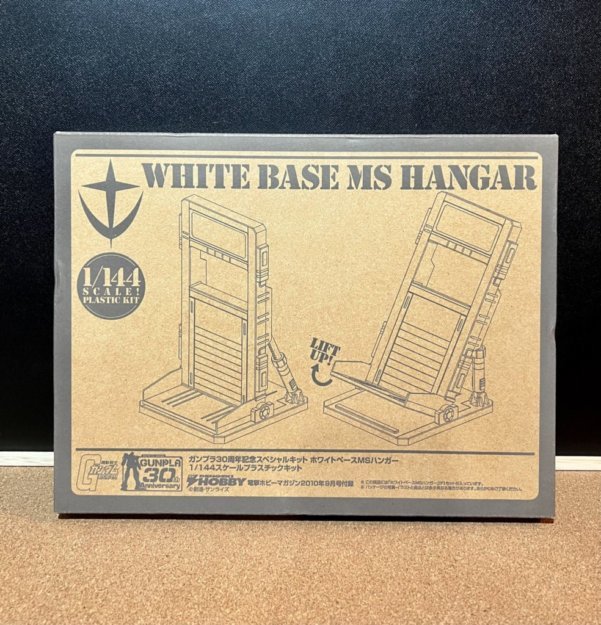 WHITE BASE MS HANGAR
1/144
SCALE!
PLASTIC KIT
LIFT
UP!
GUNPLA
30th
Anniversary
ガンプラ30周年記念スペシャルキット ホワイトベースMSハンガー
1/144スケールプラスチックキット
HOBBY 電撃ホビーマガジン2010年9月号付録
©創通・サンライズ